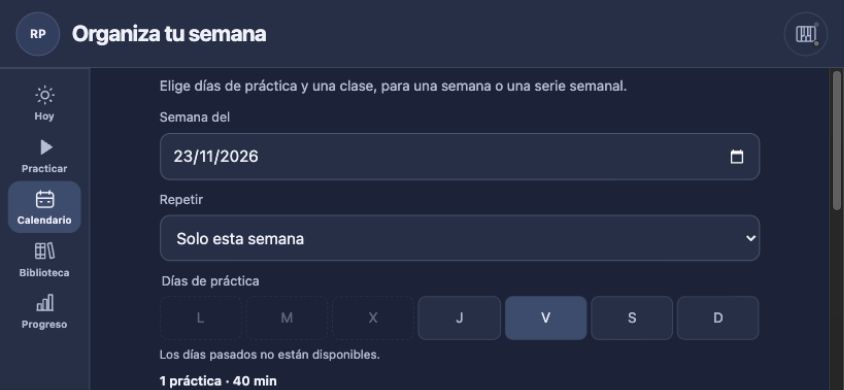 RP
Organiza tu semana
Hoy
Practicar
Calendario
Biblioteca
Progreso
Elige días de práctica y una clase, para una semana o una serie semanal.
Semana del
23/11/2026
Repetir
Solo esta semana
Días de práctica
L M X J V S D
Los días pasados no están disponibles.
1 práctica · 40 min